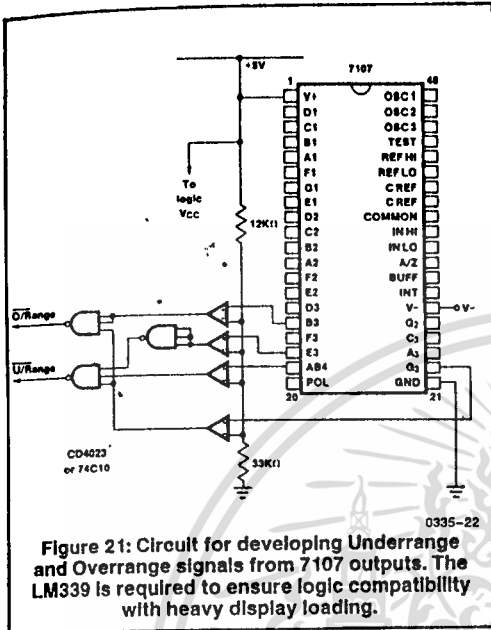 7107
+5V
1
40
V+
OSC1
D1
OSC2
C1
OSC3
B1
TEST
A1
REF HI
F1
REF LO
G1
CREF
E1
CREF
D2
COMMON
C2
IN HI
B2
IN LO
A2
A/Z
F2
BUFF
E2
INT
D3
V-
V-
B3
G2
F3
C3
E3
A3
AB4
G3
POL
GND
20
21
To
logic
VCC
12KΩ
O/Range
U/Range
CD4023
or 74C10
33KΩ
0335-22
Figure 21: Circuit for developing Underrange
and Overrange signals from 7107 outputs. The
LM339 is required to ensure logic compatibility
with heavy display loading.